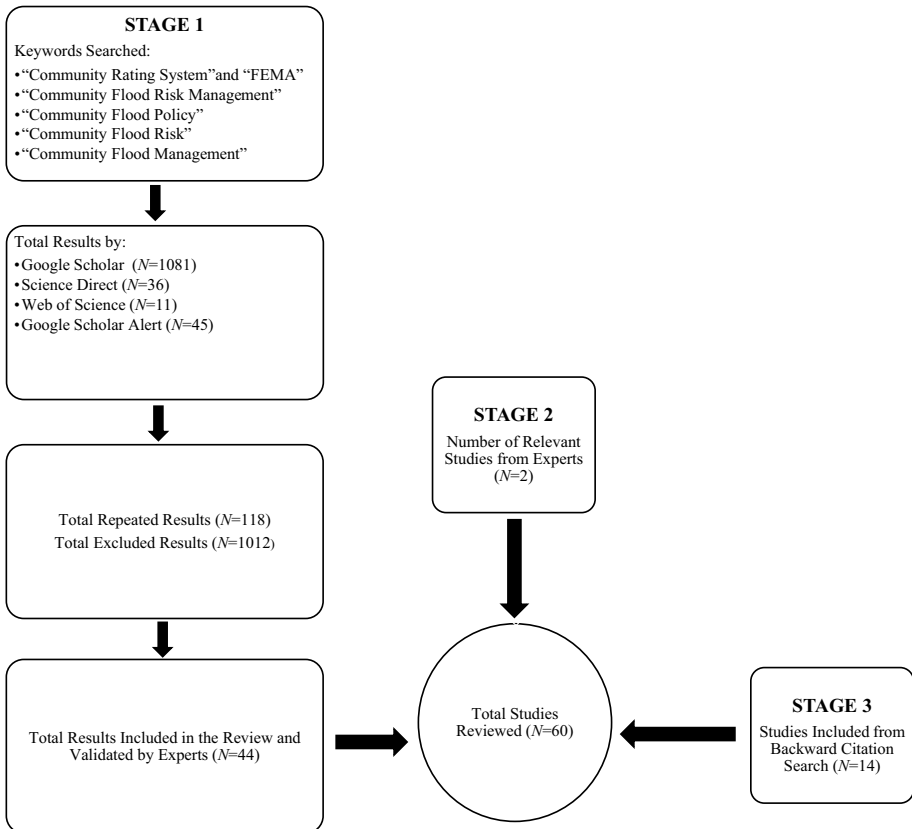 STAGE 1
Keywords Searched:
•“Community Rating System”and “FEMA”
•“Community Flood Risk Management”
•“Community Flood Policy”
•“Community Flood Risk”
•“Community Flood Management”
Total Results by:
•Google Scholar (N=1081)
•Science Direct (N=36)
•Web of Science (N=11)
•Google Scholar Alert (N=45)
Total Repeated Results (N=118)
Total Excluded Results (N=1012)
Total Results Included in the Review and
Validated by Experts (N=44)
STAGE 2
Number of Relevant
Studies from Experts
(N=2)
Total Studies
Reviewed (N=60)
STAGE 3
Studies Included from
Backward Citation
Search (N=14)